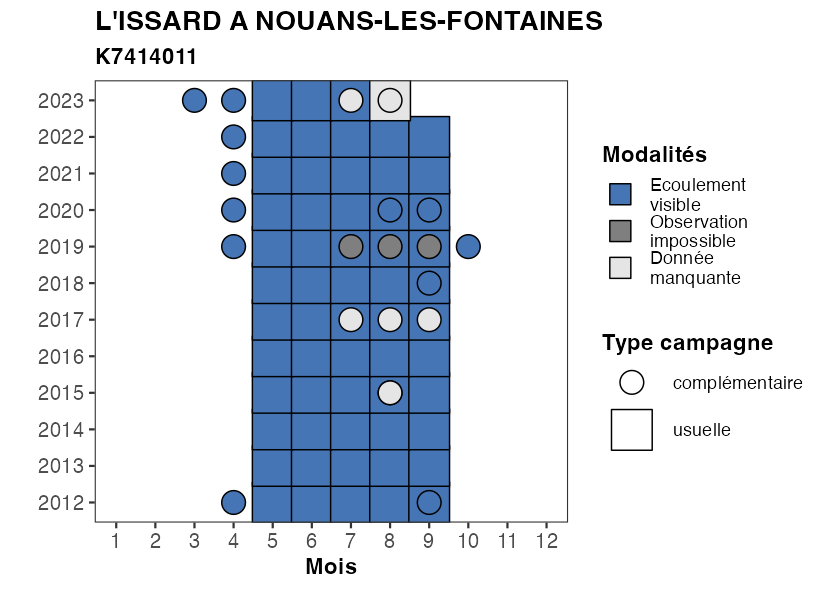 L'ISSARD A NOUANS-LES-FONTAINES
K7414011
2023
2022
2021
2020
2019
2018
2017
2016
2015
2014
2013
2012
1 2 3 4 5 6 7 8 9 10 11 12
Mois
Modalités
Ecoulement
visible
Observation
impossible
Donnée
manquante
Type campagne
complémentaire
usuelle